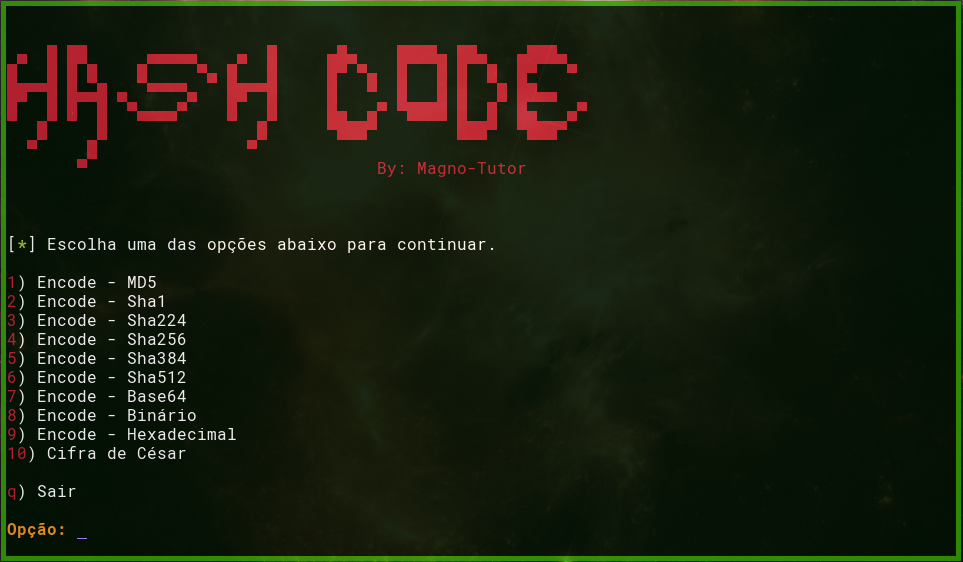 HASH CODE
By: Magno-Tutor
[*] Escolha uma das opções abaixo para continuar.
1) Encode - MD5
2) Encode - Sha1
3) Encode - Sha224
4) Encode - Sha256
5) Encode - Sha384
6) Encode - Sha512
7) Encode - Base64
8) Encode - Binário
9) Encode - Hexadecimal
10) Cifra de César
q) Sair
Opção: _